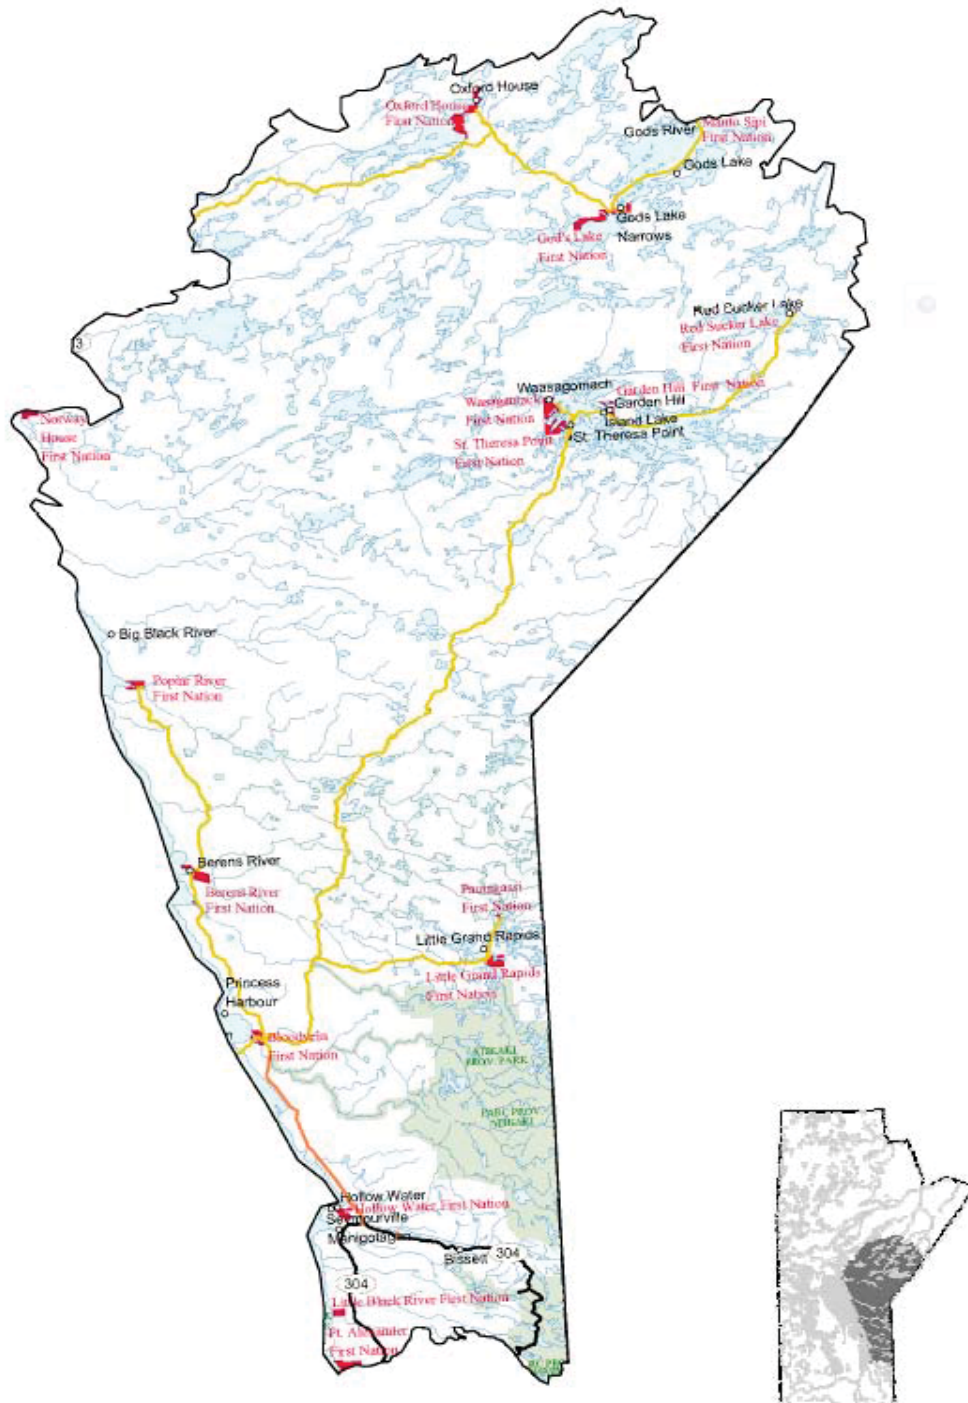 Oxford House
Oxford House
First Nation
Gods River
Manto Sipi
First Nation
Gods Lake
Gods Lake
Narrows
God's Lake
First Nation
Red Sucker Lake
Red Sucker Lake
First Nation
3
Waasagomach
Garden Hill First Nation
Garden Hill
First Nation
Island Lake
St. Theresa Point
St. Theresa Point
First Nation
Norway
House
First Nation
Big Black River
Poplar River
First Nation
Berens River
Berens River
First Nation
Pauingassi
First Nation
Little Grand Rapids
Little Grand Rapids
First Nation
Princess
Harbour
Bloodvein
First Nation
ATIKAKI
PROV. PARK
PARC PROV.
ATIKAKI
Hollow Water
Hollow Water First Nation
Seymourville
Manigotagan
Bissett
304
304
Little Black River First Nation
Ft. Alexander
First Nation